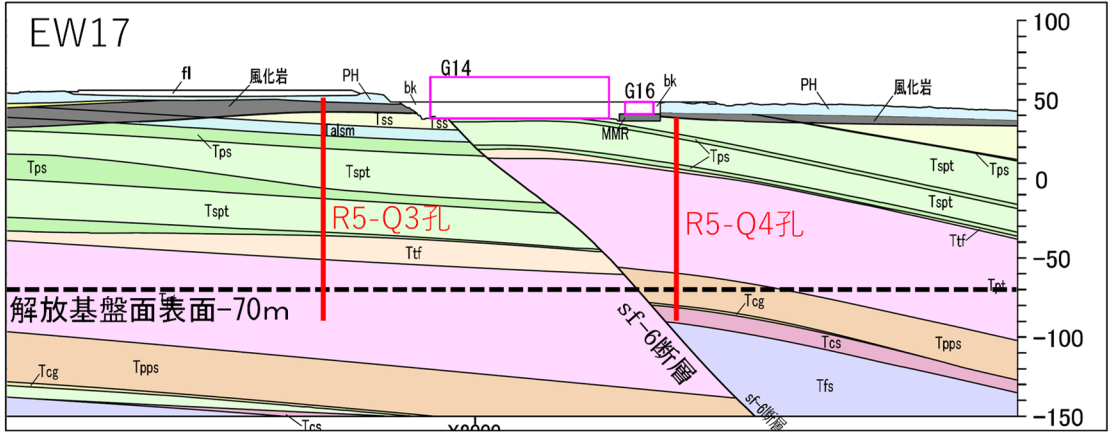 EW17
100
fl
風化岩
PH
bk
G14
G16
bk
PH
風化岩
50
Tss
Tss
MMR
Talsm
Tps
Tps
Tps
Tspt
Tspt
Tps
0
Tspt
Tspt
R5-Q3孔
R5-Q4孔
Ttf
Ttf
-50
解放基盤面表面-70m
Tpt
Tcg
sf-6断層
Tcs
Tpps
-100
Tcg
Tpps
Tfs
sf-6断層
-150
Tcs